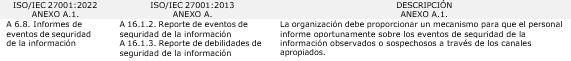 ISO/IEC 27001:2022 ISO/IEC 27001:2013 DESCRIPCIÓN
ANEXO A.1. ANEXO A. ANEXO A.1.
A 6.8. Informes de
eventos de seguridad
de la información
A 16.1.2. Reporte de eventos de
seguridad de la información
A 16.1.3. Reporte de debilidades de
seguridad de la información
La organización debe proporcionar un mecanismo para que el personal
informe oportunamente sobre los eventos de seguridad de la
información observados o sospechosos a través de los canales
apropiados.